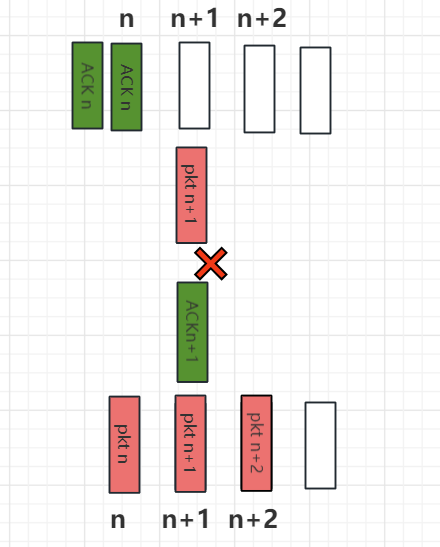 n n+1 n+2
ACK n ACK n
pkt n+1
ACKn+1
pkt n pkt n+1 pkt n+2
n n+1 n+2